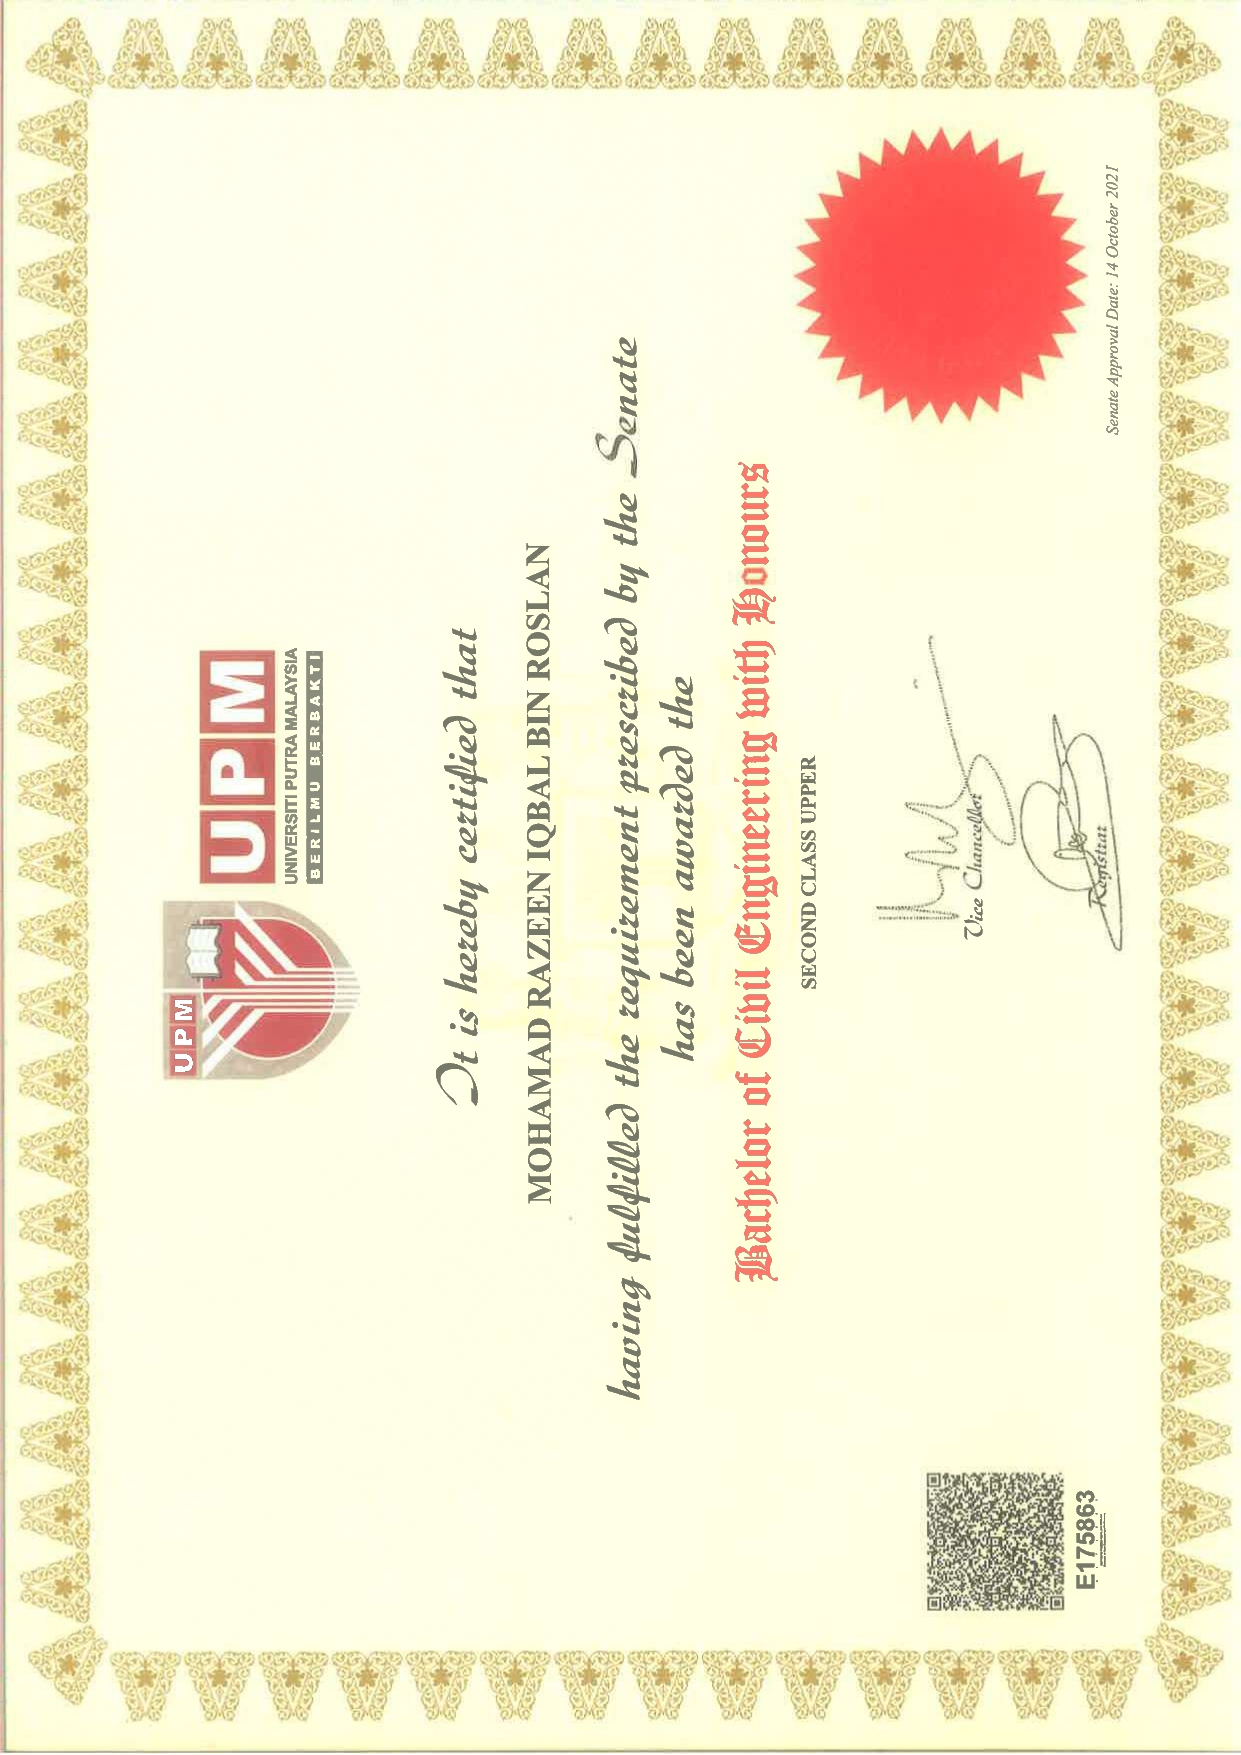 UPM
UPM
UNIVERSITI PUTRA MALAYSIA
BERILMU BERBAKTI
It is hereby certified that
MOHAMAD RAZEEN IQBAL BIN ROSLAN
having fulfilled the requirement prescribed by the Senate
has been awarded the
Bachelor of Civil Engineering with Honours
SECOND CLASS UPPER
Vice Chancellor
Registrar
E175863
Senate Approval Date: 14 October 2021